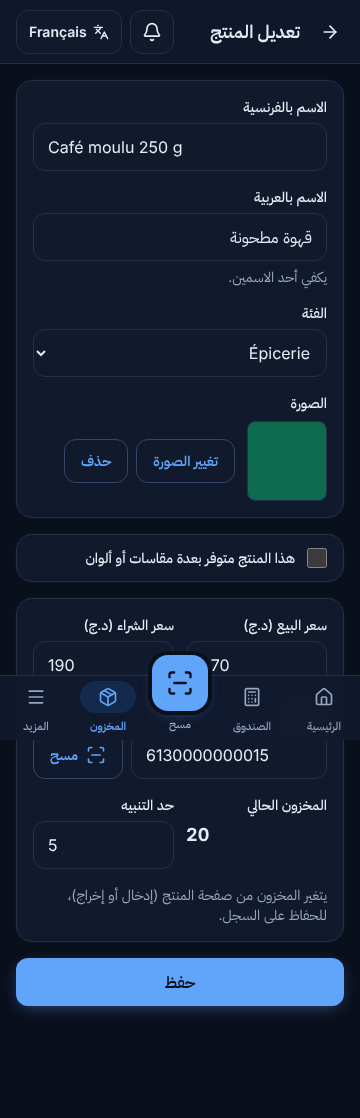 تعديل المنتج
Français
الاسم بالفرنسية
Café moulu 250 g
الاسم بالعربية
قهوة مطحونة
يكفي أحد الاسمين.
الفئة
Épicerie
الصورة
تغيير الصورة
حذف
هذا المنتج متوفر بعدة مقاسات أو ألوان
سعر البيع (د.ج)
سعر الشراء (د.ج)
190
الرئيسية
الصندوق
مسح
المخزون
المزيد
6130000000015
مسح
المخزون الحالي
حد التنبيه
20
5
يتغير المخزون من صفحة المنتج (إدخال أو إخراج)،
للحفاظ على السجل.
حفظ